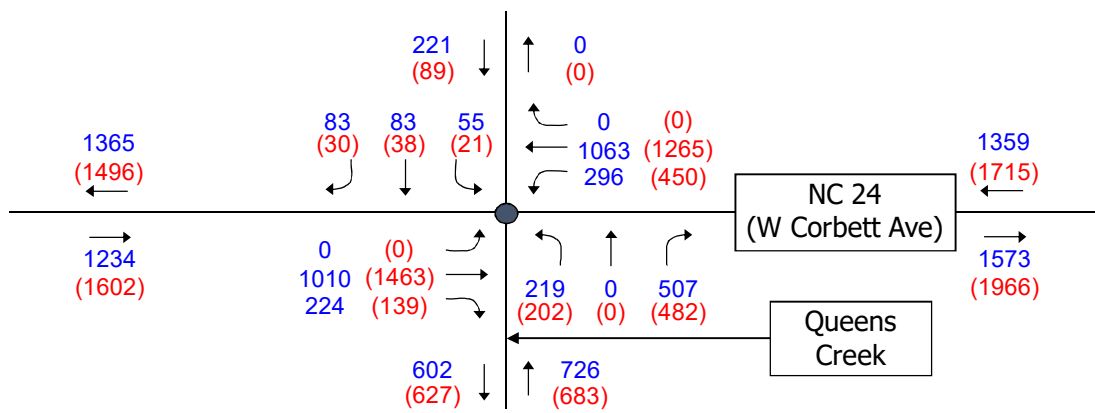 221 0
(89) (0)
83 83 55 0 (0)
(30) (38) (21) 1063 (1265)
296 (450)
1365
(1496)
1359
(1715)
NC 24
(W Corbett Ave)
1234
(1602)
0 (0)
1010 (1463)
224 (139)
219 0 507
(202) (0) (482)
1573
(1966)
Queens
Creek
602 726
(627) (683)